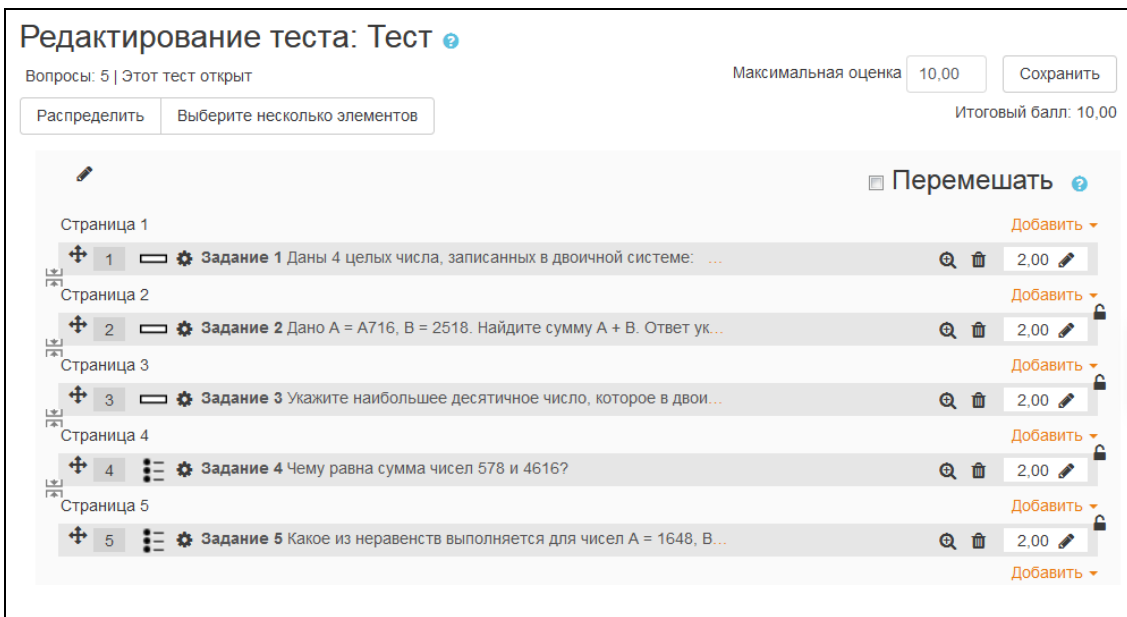 Редактирование теста: Тест ?
Вопросы: 5 | Этот тест открыт
Максимальная оценка 10,00 Сохранить
Распределить Выберите несколько элементов
Итоговый балл: 10,00
Перемешать ?
Страница 1 Добавить
1 Задание 1 Даны 4 целых числа, записанных в двоичной системе: ...
2,00
Страница 2 Добавить
2 Задание 2 Дано A = A716, B = 2518. Найдите сумму A + B. Ответ ук...
2,00
Страница 3 Добавить
3 Задание 3 Укажите наибольшее десятичное число, которое в двои...
2,00
Страница 4 Добавить
4 Задание 4 Чему равна сумма чисел 578 и 4616?
2,00
Страница 5 Добавить
5 Задание 5 Какое из неравенств выполняется для чисел A = 1648, B...
2,00
Добавить